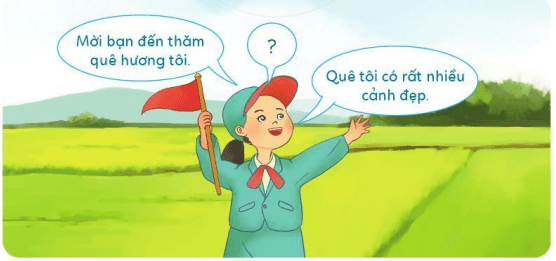 Mời bạn đến thăm
quê hương tôi.
?
Quê tôi có rất nhiều
cảnh đẹp.